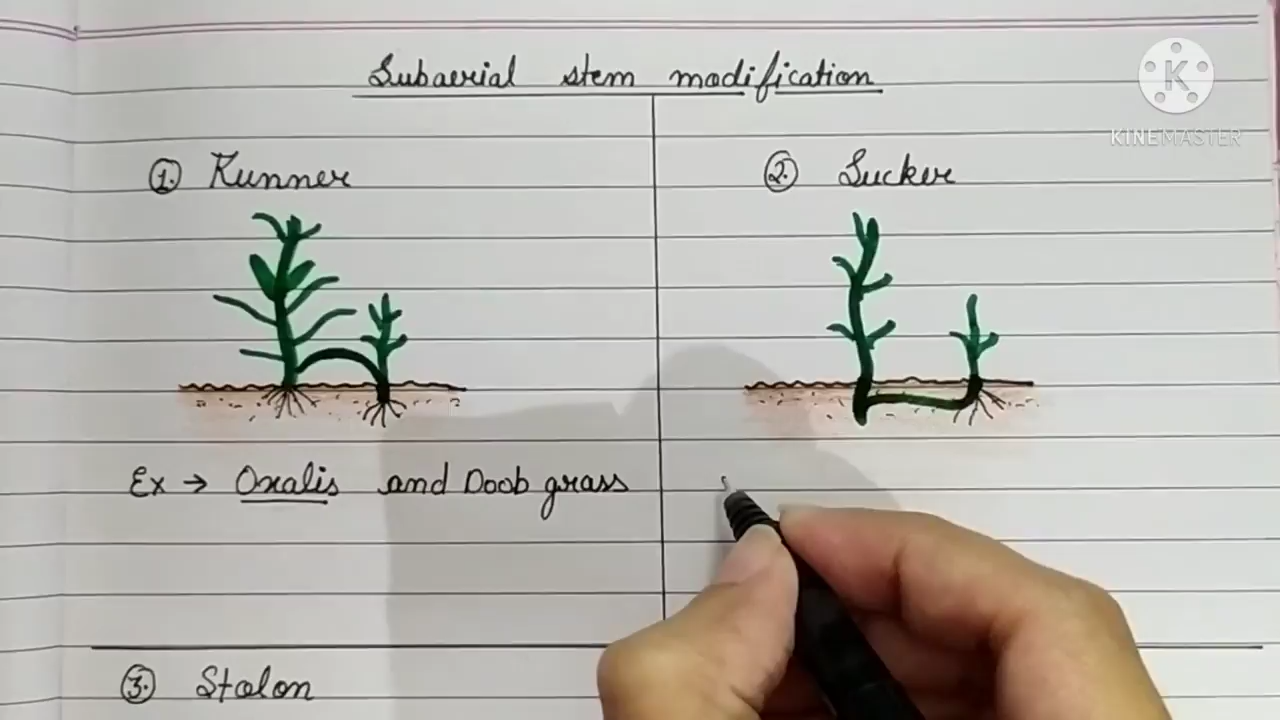 Subaerial stem modification
1. Runner
2. Sucker
Ex → Oxalis and Doob grass
3. Stolon
KINEMASTER